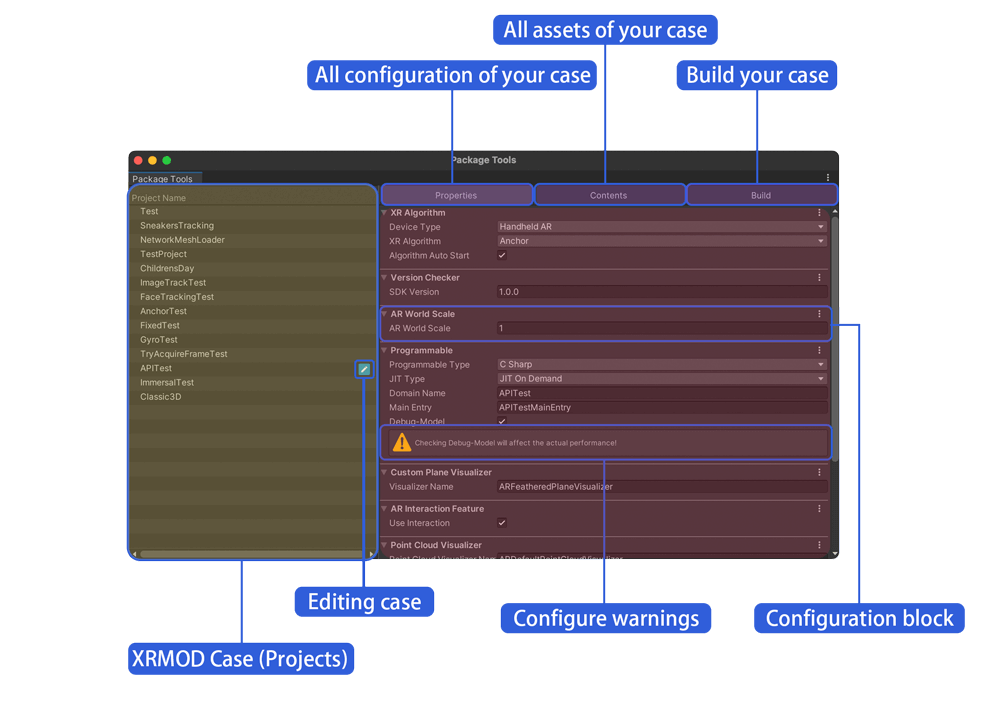 All assets of your case
All configuration of your case
Build your case
Package Tools
Package Tools
Project Name
Test
SneakersTracking
NetworkMeshLoader
TestProject
ChildrensDay
ImageTrackTest
FaceTrackingTest
AnchorTest
FixedTest
GyroTest
TryAcquireFrameTest
APITest
ImmersalTest
Classic3D
Properties
Contents
Build
XR Algorithm
Device Type Handheld AR
XR Algorithm Anchor
Algorithm Auto Start
Version Checker
SDK Version 1.0.0
AR World Scale
AR World Scale 1
Programmable
Programmable Type C Sharp
JIT Type JIT On Demand
Domain Name APITest
Main Entry APITestMainEntry
Debug-Model
Checking Debug-Model will affect the actual performance!
Custom Plane Visualizer
Visualizer Name ARFeatheredPlaneVisualizer
AR Interaction Feature
Use Interaction
Point Cloud Visualizer
Point Cloud Visualizer Nam ARDefaultPointCloudVisualizer
Editing case
Configure warnings
Configuration block
XRMOD Case (Projects)